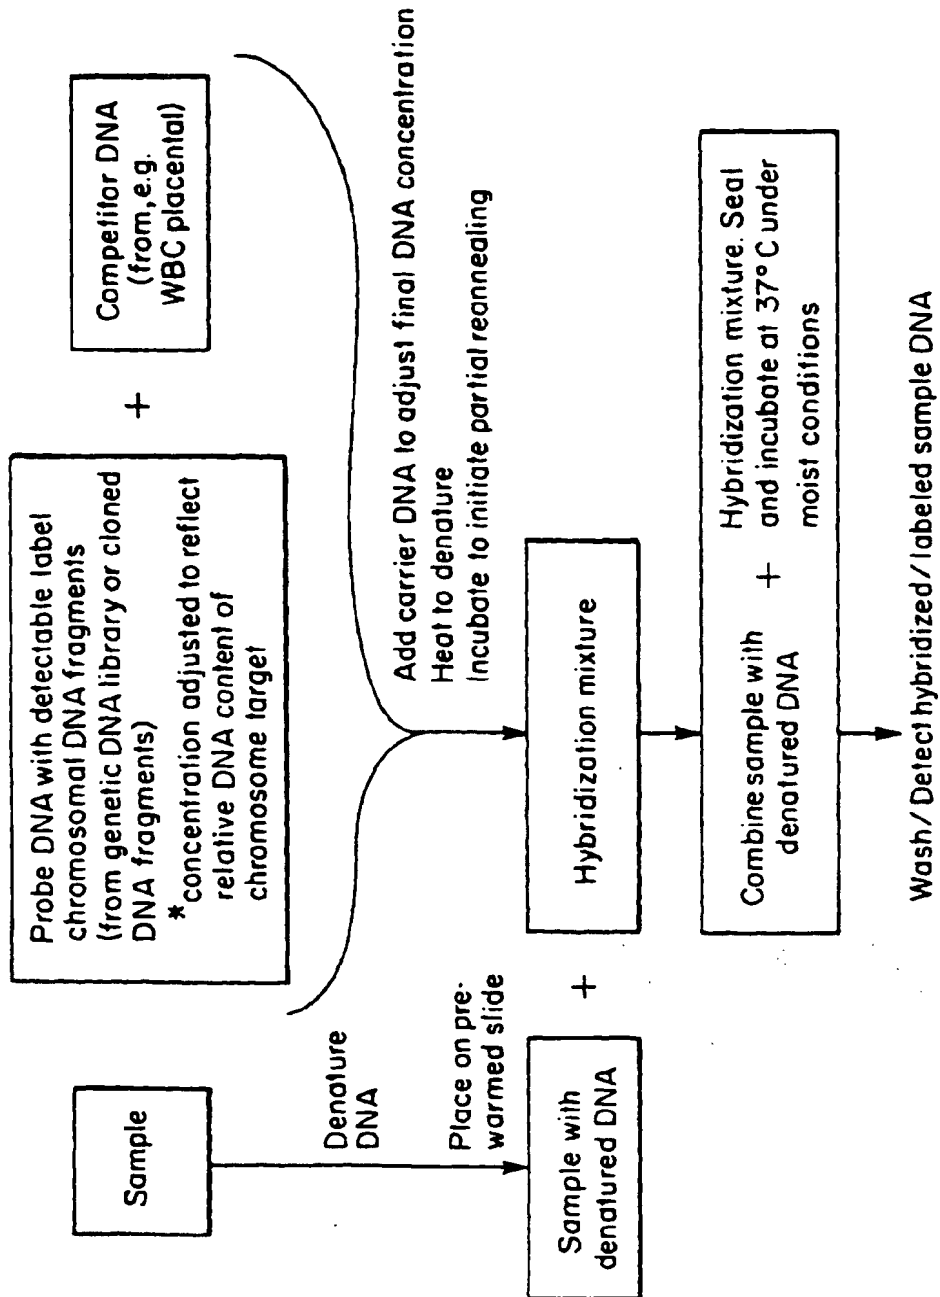 Sample
Probe DNA with detectable label
chromosomal DNA fragments
(from genetic DNA library or cloned
DNA fragments)
*concentration adjusted to reflect
relative DNA content of
chromosome target
+
Competitor DNA
(from, e.g.
WBC placental)
Denature
DNA
Place on pre-
warmed slide
Add carrier DNA to adjust final DNA concentration
Heat to denature
Incubate to initiate partial reannealing
Sample with
denatured DNA
+
Hybridization mixture
Combine sample with
denatured DNA
+
Hybridization mixture. Seal
and incubate at 37° C under
moist conditions
Wash/ Detect hybridized/ labeled sample DNA